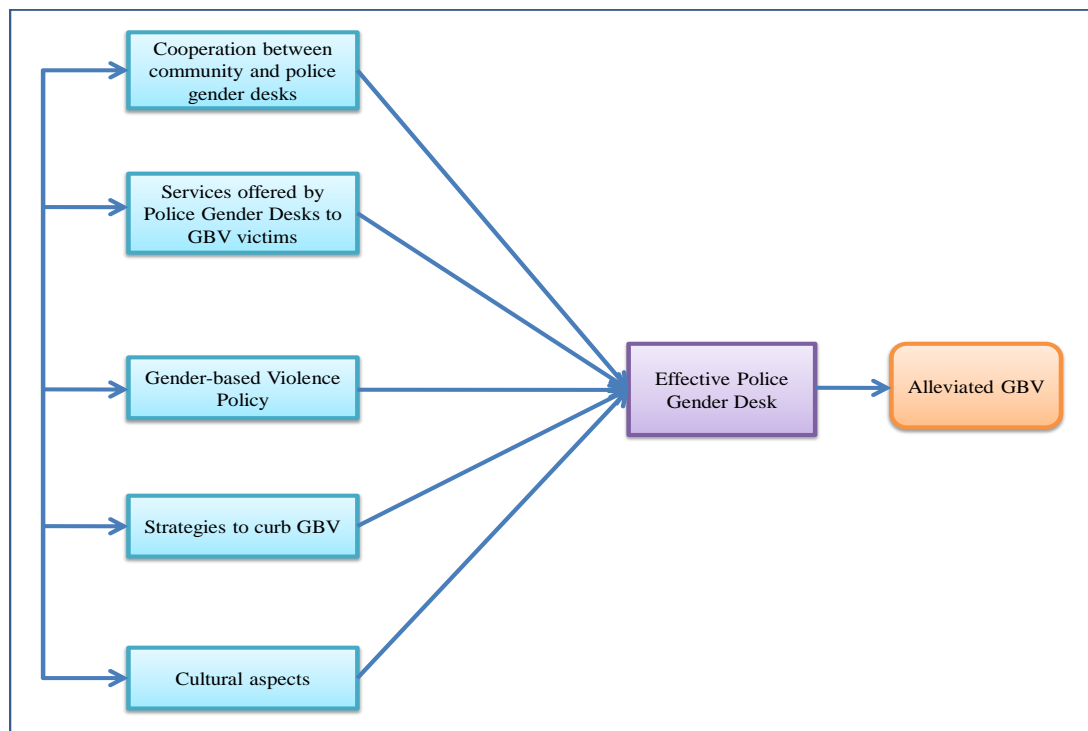 Cooperation between
community and police
gender desks
Services offered by
Police Gender Desks to
GBV victims
Gender-based Violence
Policy
Strategies to curb GBV
Cultural aspects
Effective Police
Gender Desk
Alleviated GBV